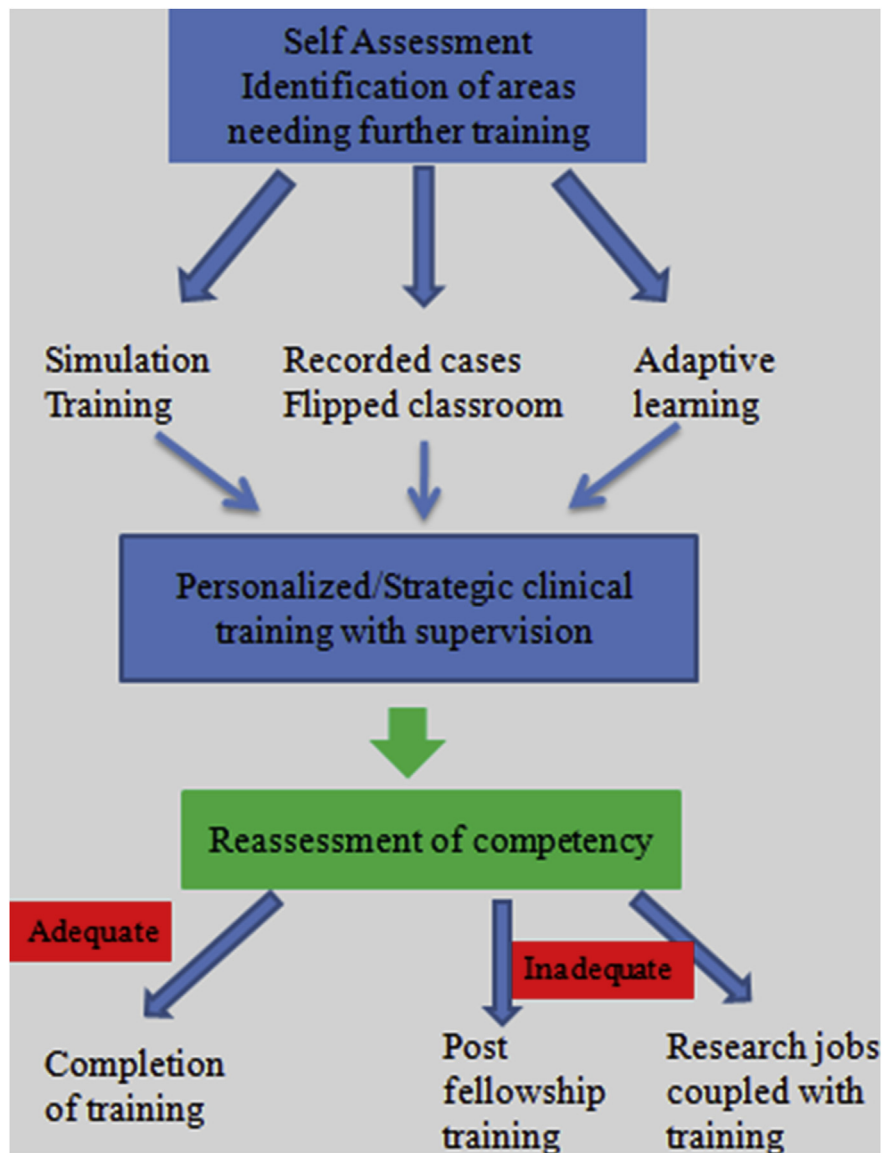 Self Assessment
Identification of areas
needing further training
Simulation
Training
Recorded cases
Flipped classroom
Adaptive
learning
Personalized/Strategic clinical
training with supervision
Reassessment of competency
Adequate
Inadequate
Completion
of training
Post
fellowship
training
Research jobs
coupled with
training